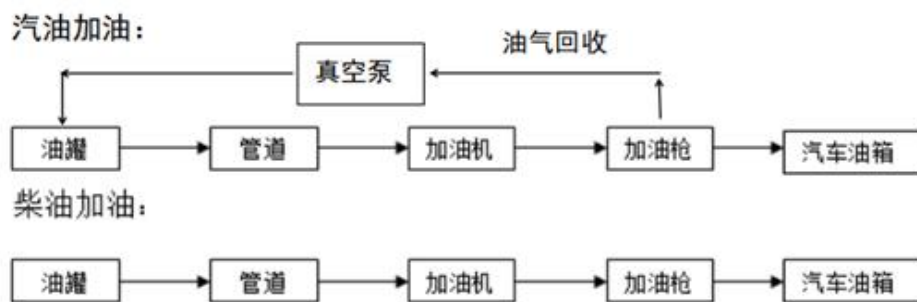 汽油加油：
油气回收
真空泵
油罐 管道 加油机 加油枪 汽车油箱
柴油加油：
油罐 管道 加油机 加油枪 汽车油箱